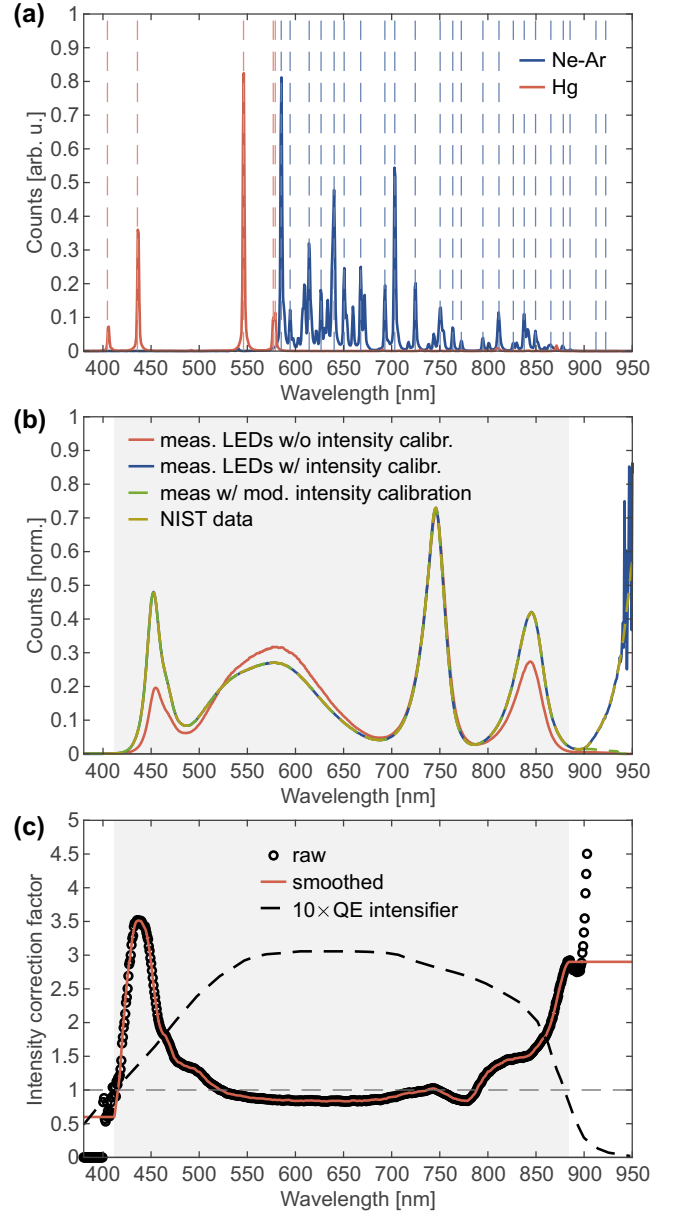 (a)
1
0.9
0.8
0.7
0.6
0.5
0.4
0.3
0.2
0.1
0
Counts [arb. u.]
Ne-Ar
Hg
400 450 500 550 600 650 700 750 800 850 900 950
Wavelength [nm]
(b)
1
0.9
0.8
0.7
0.6
0.5
0.4
0.3
0.2
0.1
0
Counts [norm.]
meas. LEDs w/o intensity calibr.
meas. LEDs w/ intensity calibr.
meas w/ mod. intensity calibration
NIST data
400 450 500 550 600 650 700 750 800 850 900 950
Wavelength [nm]
(c)
5
4.5
4
3.5
3
2.5
2
1.5
1
0.5
0
Intensity correction factor
raw
smoothed
10×QE intensifier
400 450 500 550 600 650 700 750 800 850 900 950
Wavelength [nm]